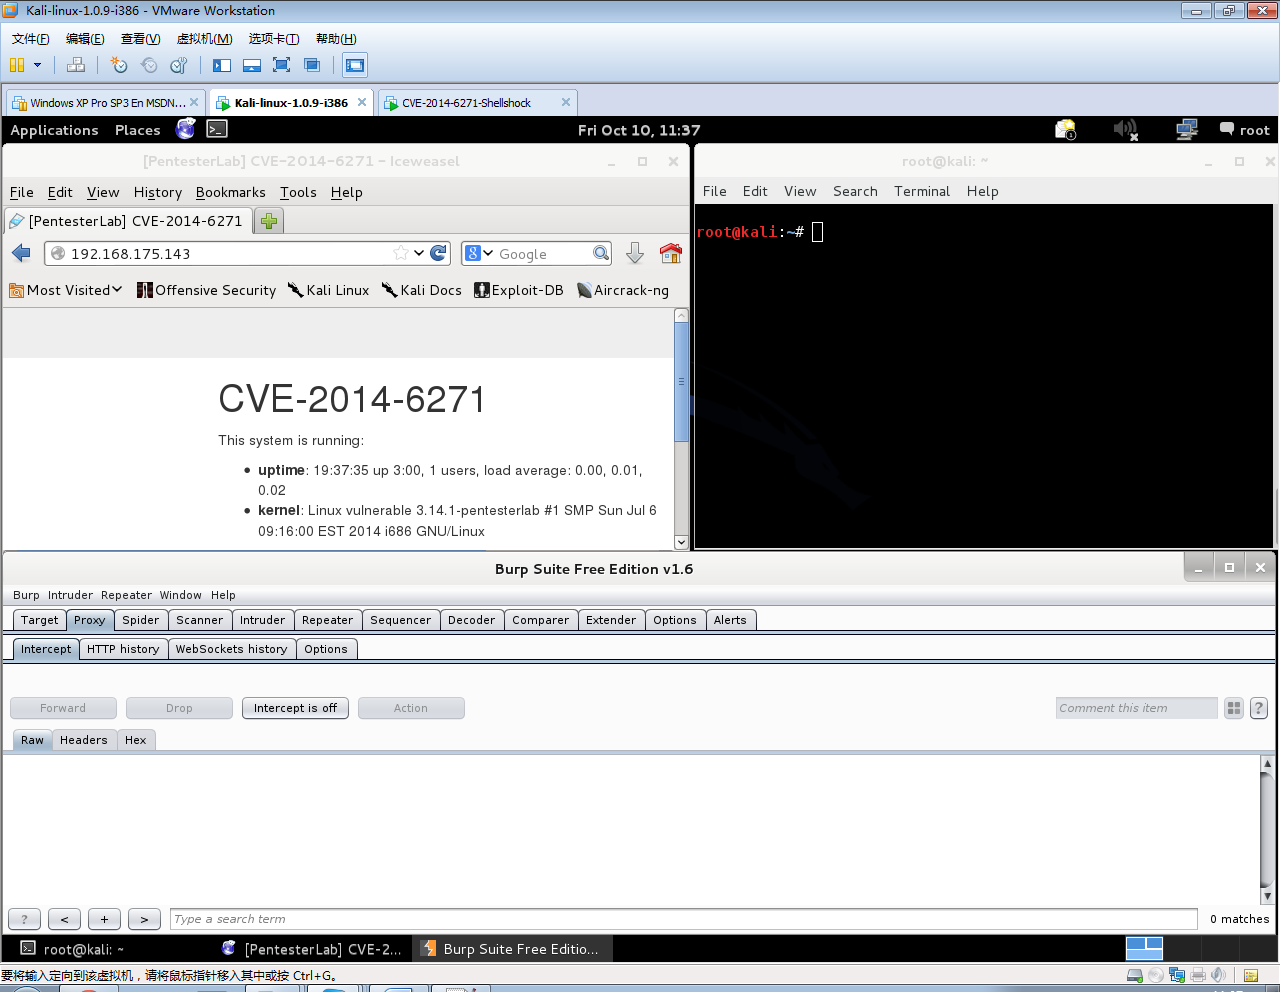 Kali-linux-1.0.9-i386 - VMware Workstation
文件(F) 编辑(E) 查看(V) 虚拟机(M) 选项卡(T) 帮助(H)
Windows XP Pro SP3 En MSDN... Kali-linux-1.0.9-i386 CVE-2014-6271-Shellshock
Applications Places Fri Oct 10, 11:37 1 root
[PentesterLab] CVE-2014-6271 - Iceweasel
File Edit View History Bookmarks Tools Help
[PentesterLab] CVE-2014-6271
192.168.175.143 8 Google
Most Visited Offensive Security Kali Linux Kali Docs Exploit-DB Aircrack-ng
CVE-2014-6271
This system is running:
• uptime: 19:37:35 up 3:00, 1 users, load average: 0.00, 0.01,
0.02
• kernel: Linux vulnerable 3.14.1-pentesterlab #1 SMP Sun Jul 6
09:16:00 EST 2014 i686 GNU/Linux
root@kali: ~
File Edit View Search Terminal Help
root@kali:~#
Burp Suite Free Edition v1.6
Burp Intruder Repeater Window Help
Target Proxy Spider Scanner Intruder Repeater Sequencer Decoder Comparer Extender Options Alerts
Intercept HTTP history WebSockets history Options
Forward Drop Intercept is off Action Comment this item ?
Raw Headers Hex
? < + > Type a search term 0 matches
root@kali: ~ [PentesterLab] CVE-2... Burp Suite Free Editio...
要将输入定向到该虚拟机，请将鼠标指针移入其中或按 Ctrl+G。